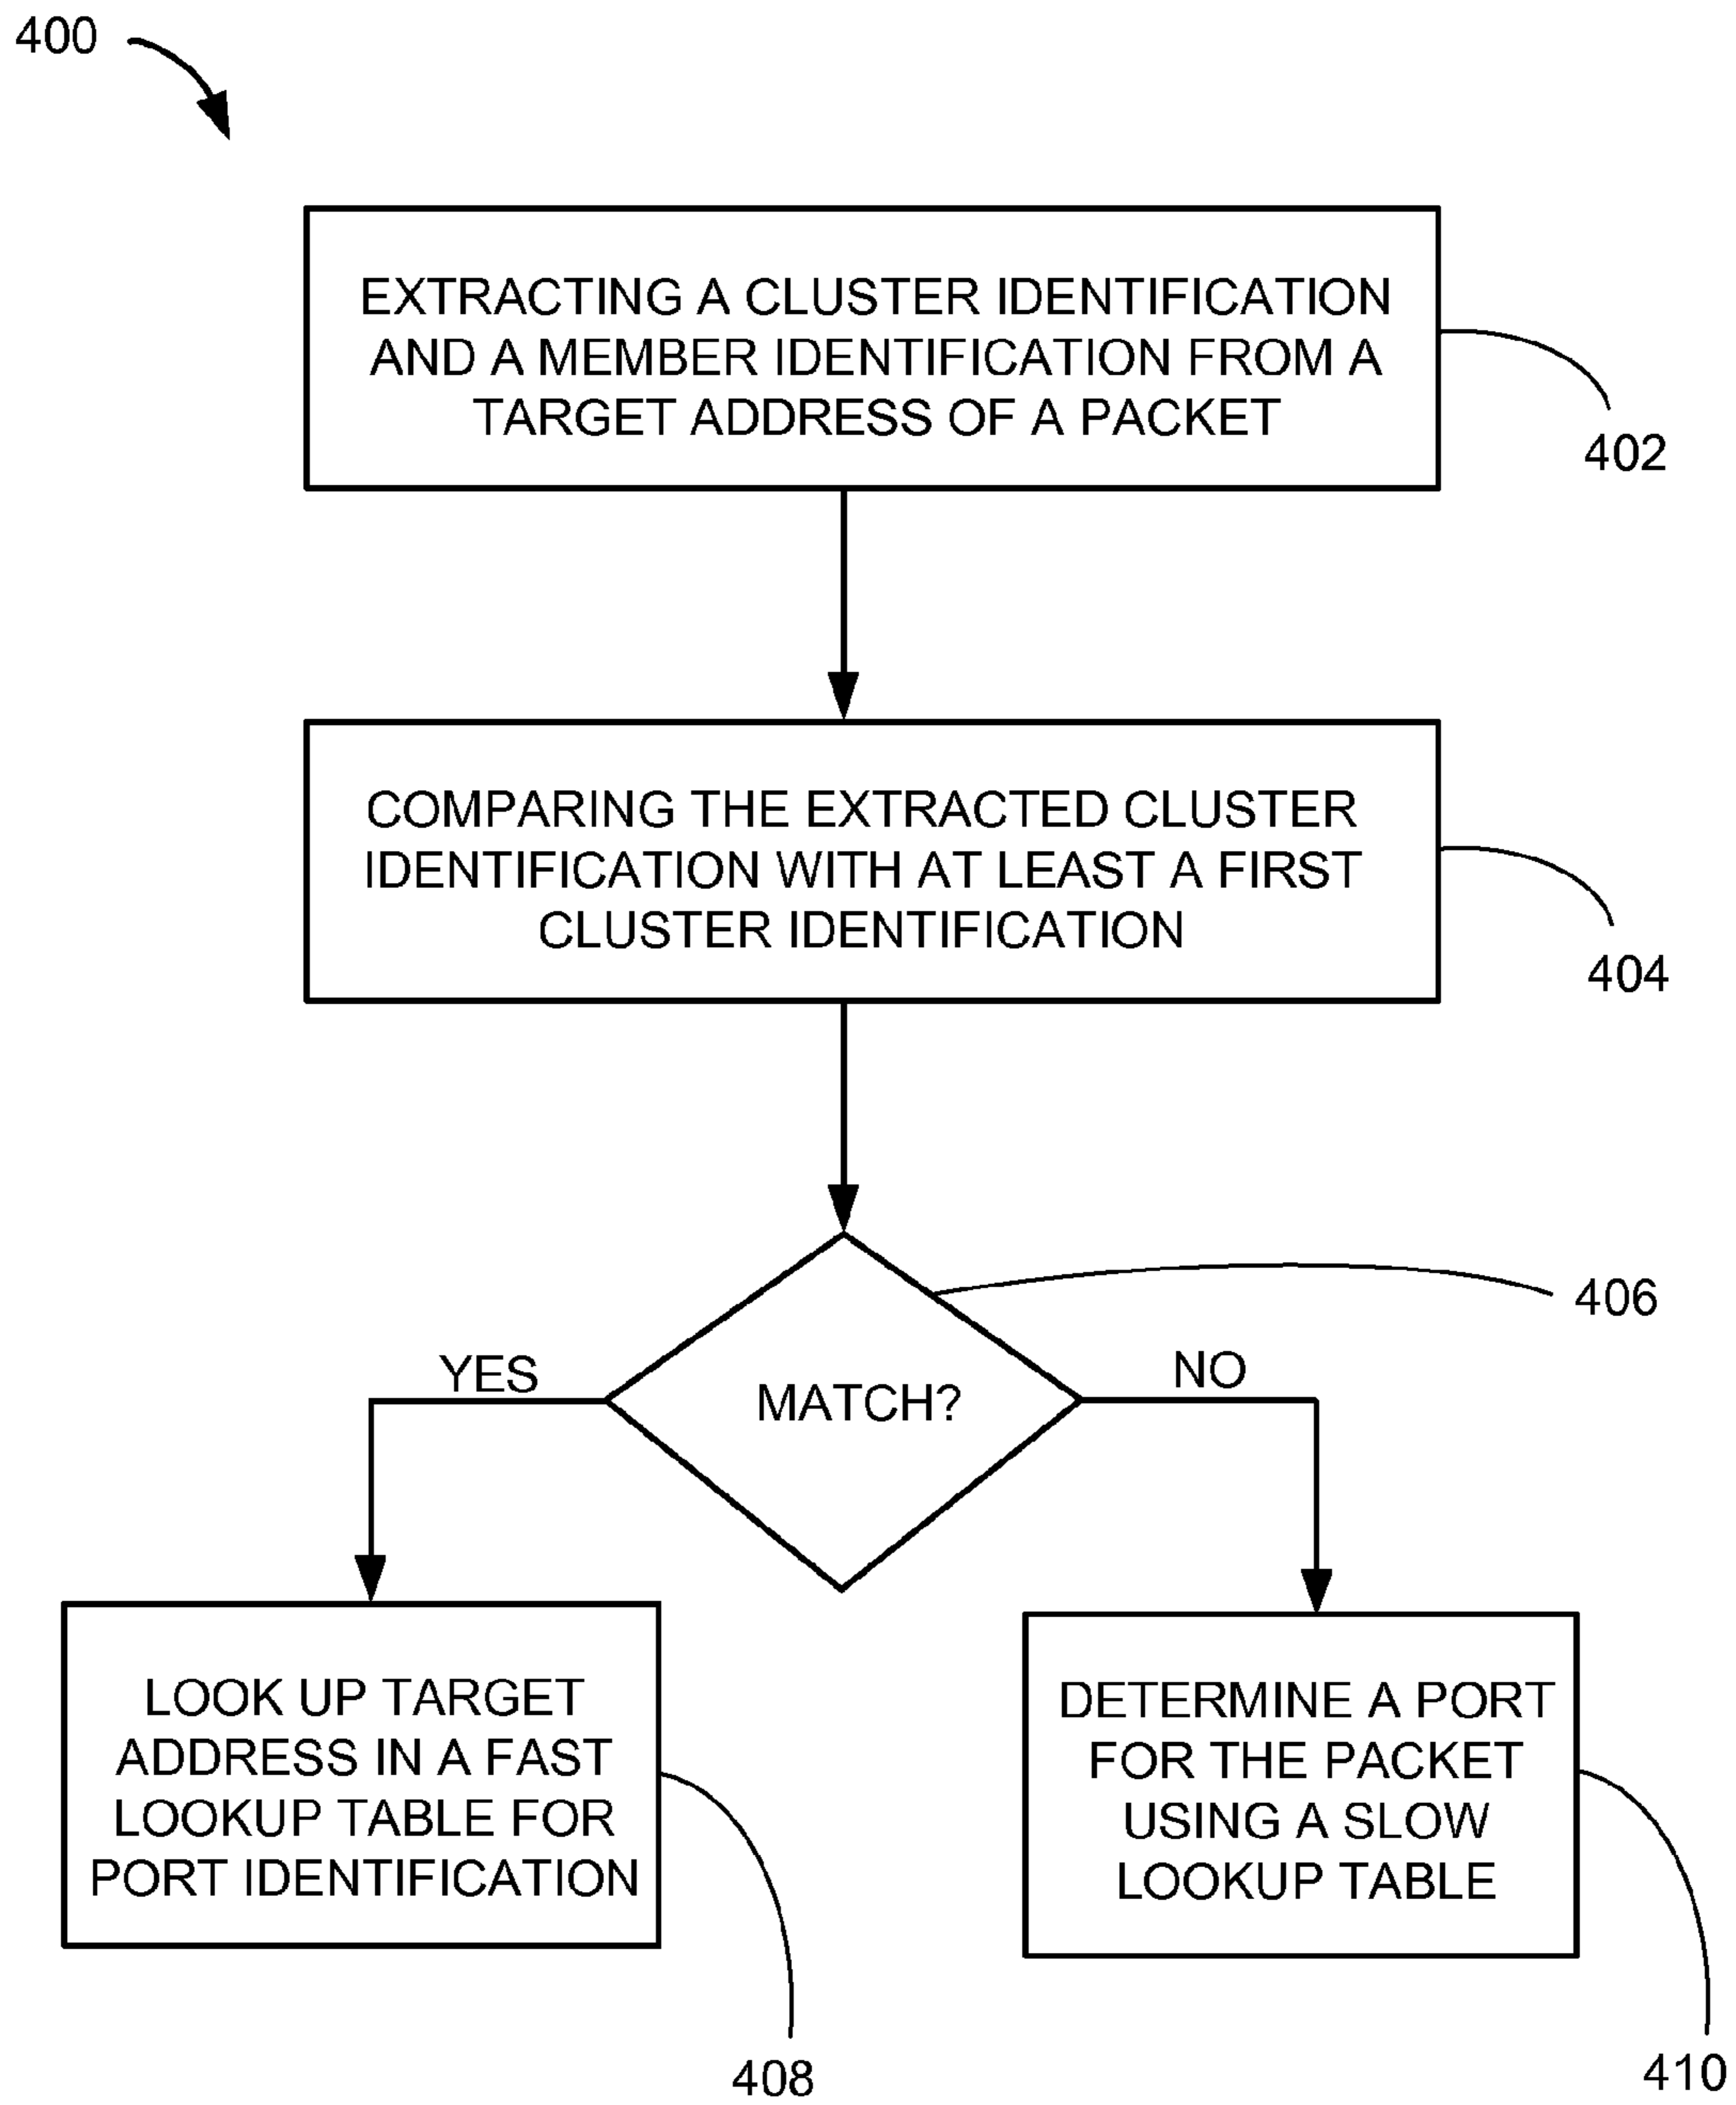 400
EXTRACTING A CLUSTER IDENTIFICATION
AND A MEMBER IDENTIFICATION FROM A
TARGET ADDRESS OF A PACKET
402
COMPARING THE EXTRACTED CLUSTER
IDENTIFICATION WITH AT LEAST A FIRST
CLUSTER IDENTIFICATION
404
406
YES
NO
MATCH?
LOOK UP TARGET
ADDRESS IN A FAST
LOOKUP TABLE FOR
PORT IDENTIFICATION
408
DETERMINE A PORT
FOR THE PACKET
USING A SLOW
LOOKUP TABLE
410